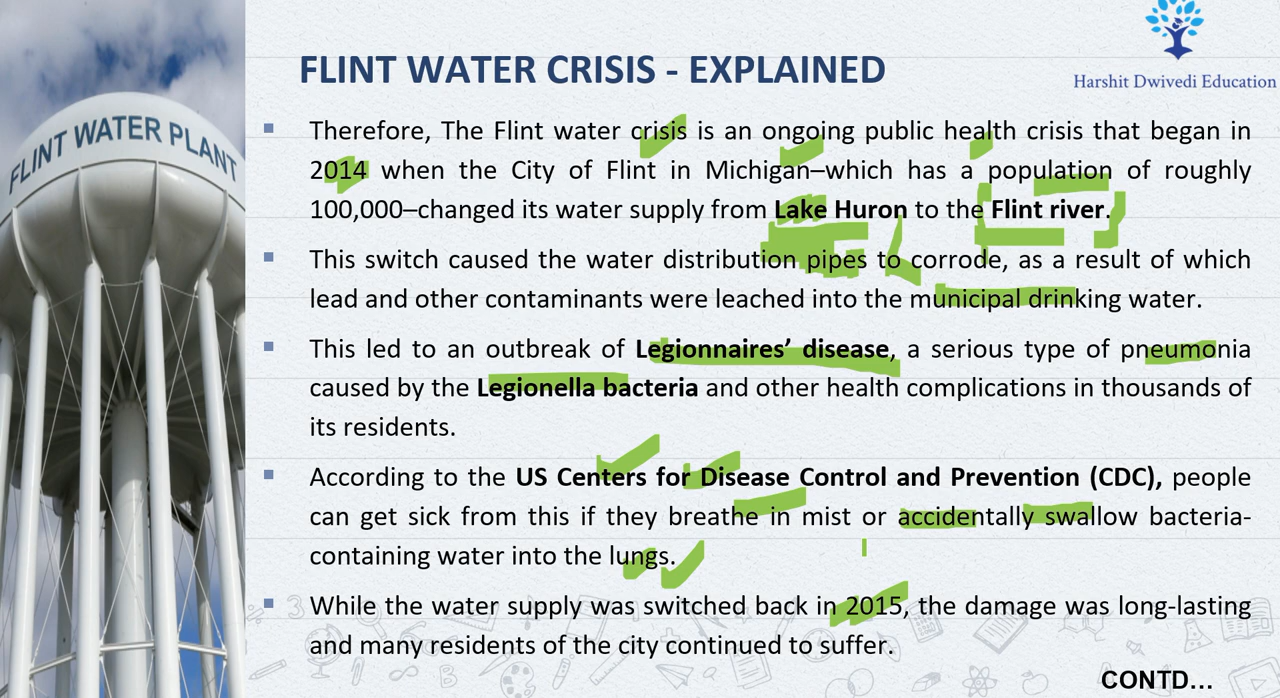 FLINT WATER PLANT
FLINT WATER CRISIS - EXPLAINED
Harshit Dwivedi Education
Therefore, The Flint water crisis is an ongoing public health crisis that began in
2014 when the City of Flint in Michigan–which has a population of roughly
100,000–changed its water supply from Lake Huron to the Flint river.
This switch caused the water distribution pipes to corrode, as a result of which
lead and other contaminants were leached into the municipal drinking water.
This led to an outbreak of Legionnaires’ disease, a serious type of pneumonia
caused by the Legionella bacteria and other health complications in thousands of
its residents.
According to the US Centers for Disease Control and Prevention (CDC), people
can get sick from this if they breathe in mist or accidentally swallow bacteria-
containing water into the lungs.
While the water supply was switched back in 2015, the damage was long-lasting
and many residents of the city continued to suffer.
CONTD...